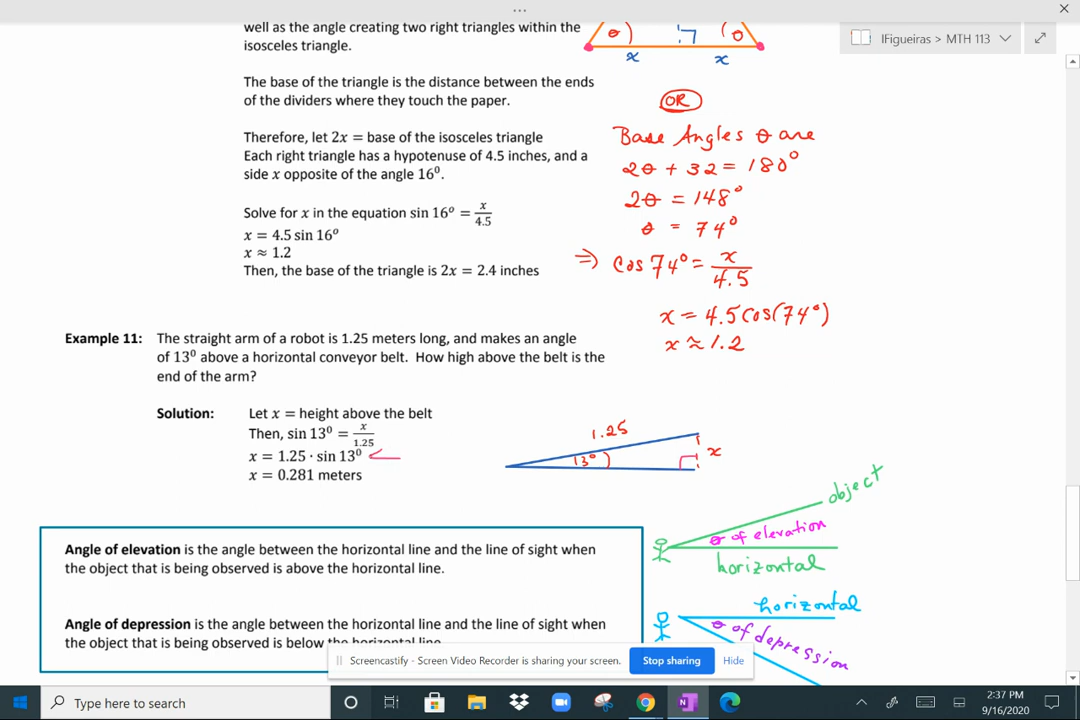 IFigueiras > MTH 113
well as the angle creating two right triangles within the
isosceles triangle.
θ
θ
x
x
The base of the triangle is the distance between the ends
of the dividers where they touch the paper.
Therefore, let 2x = base of the isosceles triangle
Each right triangle has a hypotenuse of 4.5 inches, and a
side x opposite of the angle 16⁰.
Solve for x in the equation sin 16ᵒ = x/4.5
x = 4.5 sin 16ᵒ
x ≈ 1.2
Then, the base of the triangle is 2x = 2.4 inches
OR
Base Angles θ are
2θ + 32 = 180°
2θ = 148°
θ = 74°
⇒ cos 74° = x/4.5
x = 4.5 cos(74°)
x ≈ 1.2
Example 11: The straight arm of a robot is 1.25 meters long, and makes an angle
of 13⁰ above a horizontal conveyor belt. How high above the belt is the
end of the arm?
Solution: Let x = height above the belt
Then, sin 13⁰ = x/1.25
x = 1.25 · sin 13⁰
x = 0.281 meters
1.25
13°
x
Angle of elevation is the angle between the horizontal line and the line of sight when
the object that is being observed is above the horizontal line.
Angle of depression is the angle between the horizontal line and the line of sight when
the object that is being observed is below the horizontal line
object
θ of elevation
horizontal
horizontal
θ of depression
Screencastify - Screen Video Recorder is sharing your screen.
Stop sharing
Hide
Type here to search
2:37 PM
9/16/2020